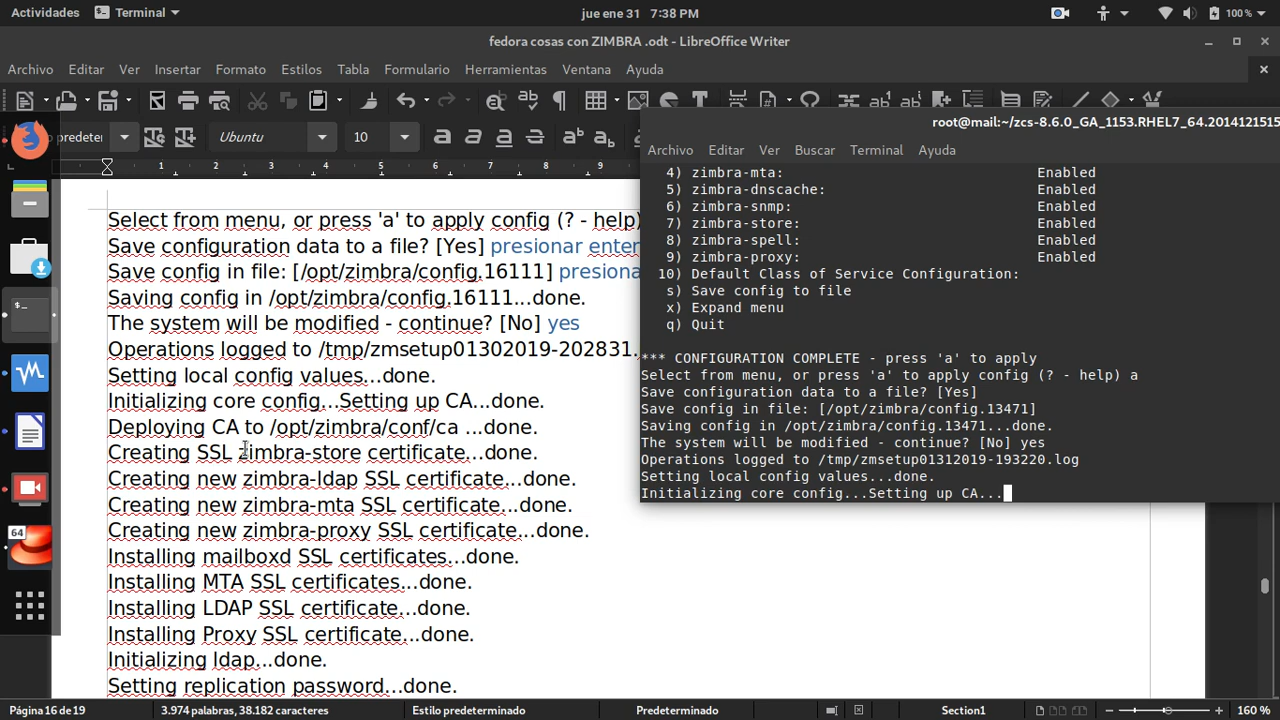 Actividades Terminal jue ene 31 7:38 PM 100 %
fedora cosas con ZIMBRA .odt - LibreOffice Writer
Archivo Editar Ver Insertar Formato Estilos Tabla Formulario Herramientas Ventana Ayuda
predeter Ubuntu 10
1 2 3 4 5 6 7 8 9
Select from menu, or press 'a' to apply config (? - help)
Save configuration data to a file? [Yes] presionar enter
Save config in file: [/opt/zimbra/config.16111] presiona
Saving config in /opt/zimbra/config.16111...done.
The system will be modified - continue? [No] yes
Operations logged to /tmp/zmsetup01302019-202831.
Setting local config values...done.
Initializing core config...Setting up CA...done.
Deploying CA to /opt/zimbra/conf/ca ...done.
Creating SSL zimbra-store certificate...done.
Creating new zimbra-ldap SSL certificate...done.
Creating new zimbra-mta SSL certificate...done.
Creating new zimbra-proxy SSL certificate...done.
Installing mailboxd SSL certificates...done.
Installing MTA SSL certificates...done.
Installing LDAP SSL certificate...done.
Installing Proxy SSL certificate...done.
Initializing ldap...done.
Setting replication password...done.
root@mail:~/zcs-8.6.0_GA_1153.RHEL7_64.2014121515
Archivo Editar Ver Buscar Terminal Ayuda
4) zimbra-mta: Enabled
5) zimbra-dnscache: Enabled
6) zimbra-snmp: Enabled
7) zimbra-store: Enabled
8) zimbra-spell: Enabled
9) zimbra-proxy: Enabled
10) Default Class of Service Configuration:
s) Save config to file
x) Expand menu
q) Quit
*** CONFIGURATION COMPLETE - press 'a' to apply
Select from menu, or press 'a' to apply config (? - help) a
Save configuration data to a file? [Yes]
Save config in file: [/opt/zimbra/config.13471]
Saving config in /opt/zimbra/config.13471...done.
The system will be modified - continue? [No] yes
Operations logged to /tmp/zmsetup01312019-193220.log
Setting local config values...done.
Initializing core config...Setting up CA...
64
Página 16 de 19 3.974 palabras, 38.182 caracteres Estilo predeterminado Predeterminado Section1 160 %